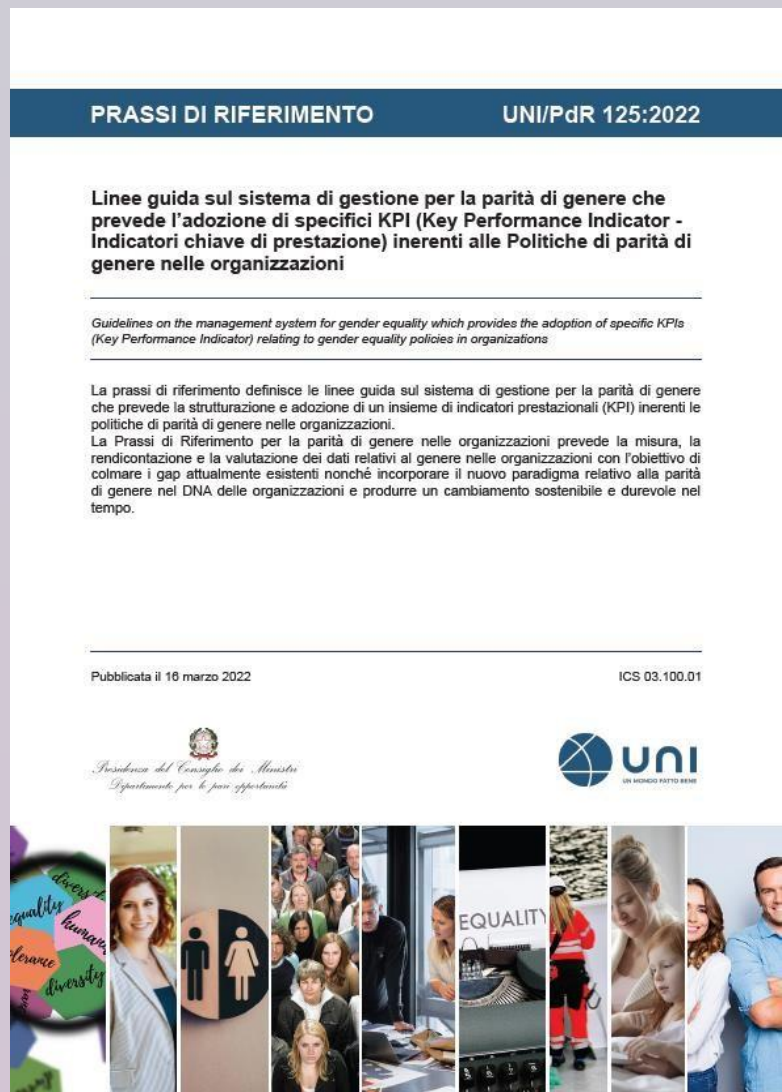 PRASSI DI RIFERIMENTO
UNI/PdR 125:2022
Linee guida sul sistema di gestione per la parità di genere che
prevede l'adozione di specifici KPI (Key Performance Indicator -
Indicatori chiave di prestazione) inerenti alle Politiche di parità di
genere nelle organizzazioni
Guidelines on the management system for gender equality which provides the adoption of specific KPIs
(Key Performance Indicator) relating to gender equality policies in organizations
La prassi di riferimento definisce le linee guida sul sistema di gestione per la parità di genere
che prevede la strutturazione e adozione di un insieme di indicatori prestazionali (KPI) inerenti le
politiche di parità di genere nelle organizzazioni.
La Prassi di Riferimento per la parità di genere nelle organizzazioni prevede la misura, la
rendicontazione e la valutazione dei dati relativi al genere nelle organizzazioni con l'obiettivo di
colmare i gap attualmente esistenti nonché incorporare il nuovo paradigma relativo alla parità
di genere nel DNA delle organizzazioni e produrre un cambiamento sostenibile e durevole nel
tempo.
Pubblicata il 16 marzo 2022
ICS 03.100.01
Presidenza del Consiglio dei Ministri
Dipartimento per le pari opportunità
UNI
UN MONDO FATTO BENE
equality
diversity
EQUALITY